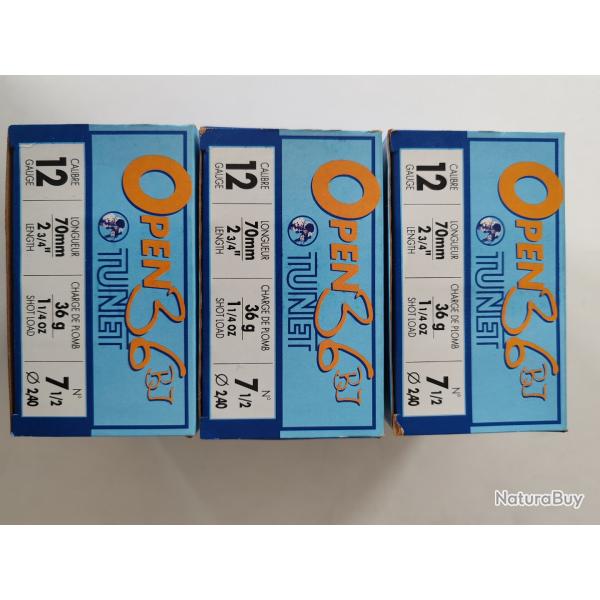 OPEN 36 BJ
TUNET
CALIBRE
12
GAUGE
LONGUEUR
70mm
2 3/4"
LENGTH
CHARGE DE PLOMB
36 g
1 1/4 oz
SHOT LOAD
N°
7 1/2
Ø 2,40
OPEN 36 BJ
TUNET
CALIBRE
12
GAUGE
LONGUEUR
70mm
2 3/4"
LENGTH
CHARGE DE PLOMB
36 g
1 1/4 oz
SHOT LOAD
N°
7 1/2
Ø 2,40
OPEN 36 BJ
TUNET
CALIBRE
12
GAUGE
LONGUEUR
70mm
2 3/4"
LENGTH
CHARGE DE PLOMB
36 g
1 1/4 oz
SHOT LOAD
N°
7 1/2
Ø 2,40
NaturaBuy